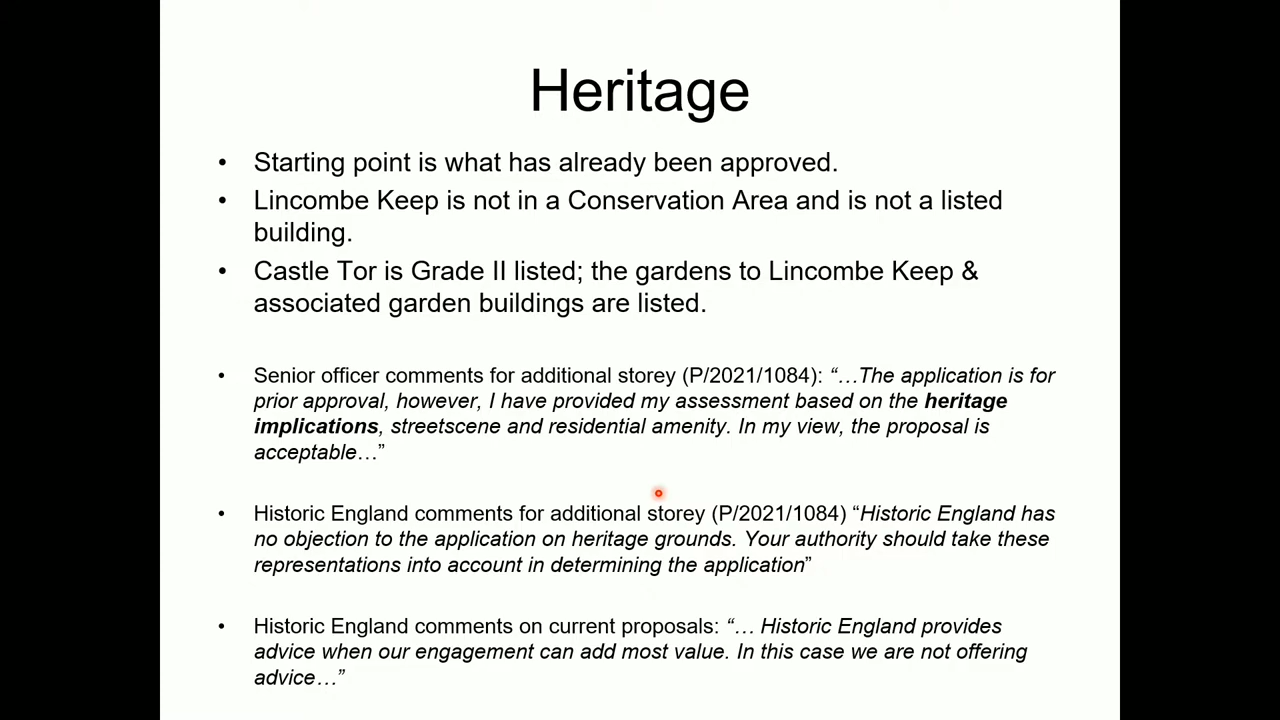 Heritage
• Starting point is what has already been approved.
• Lincombe Keep is not in a Conservation Area and is not a listed
building.
• Castle Tor is Grade II listed; the gardens to Lincombe Keep &
associated garden buildings are listed.
• Senior officer comments for additional storey (P/2021/1084): “…The application is for
prior approval, however, I have provided my assessment based on the heritage
implications, streetscene and residential amenity. In my view, the proposal is
acceptable…”
• Historic England comments for additional storey (P/2021/1084) “Historic England has
no objection to the application on heritage grounds. Your authority should take these
representations into account in determining the application”
• Historic England comments on current proposals: “… Historic England provides
advice when our engagement can add most value. In this case we are not offering
advice…”